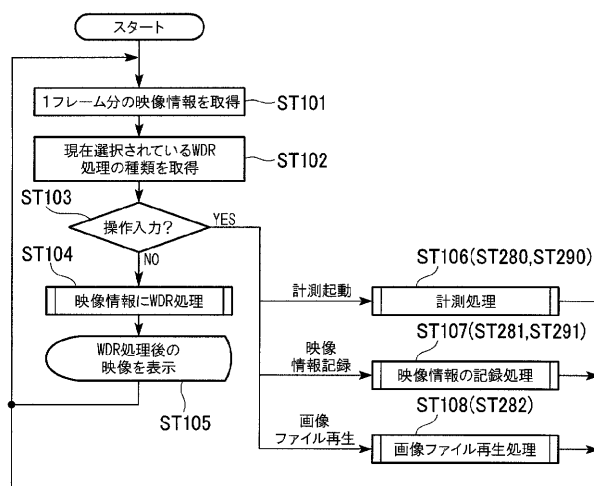 スタート
1フレーム分の映像情報を取得
ST101
現在選択されているWDR
処理の種類を取得
ST102
ST103
操作入力?
YES
NO
ST104
映像情報にWDR処理
WDR処理後の
映像を表示
ST105
計測起動
ST106(ST280,ST290)
計測処理
映像
情報記録
ST107(ST281,ST291)
映像情報の記録処理
画像
ファイル再生
ST108(ST282)
画像ファイル再生処理